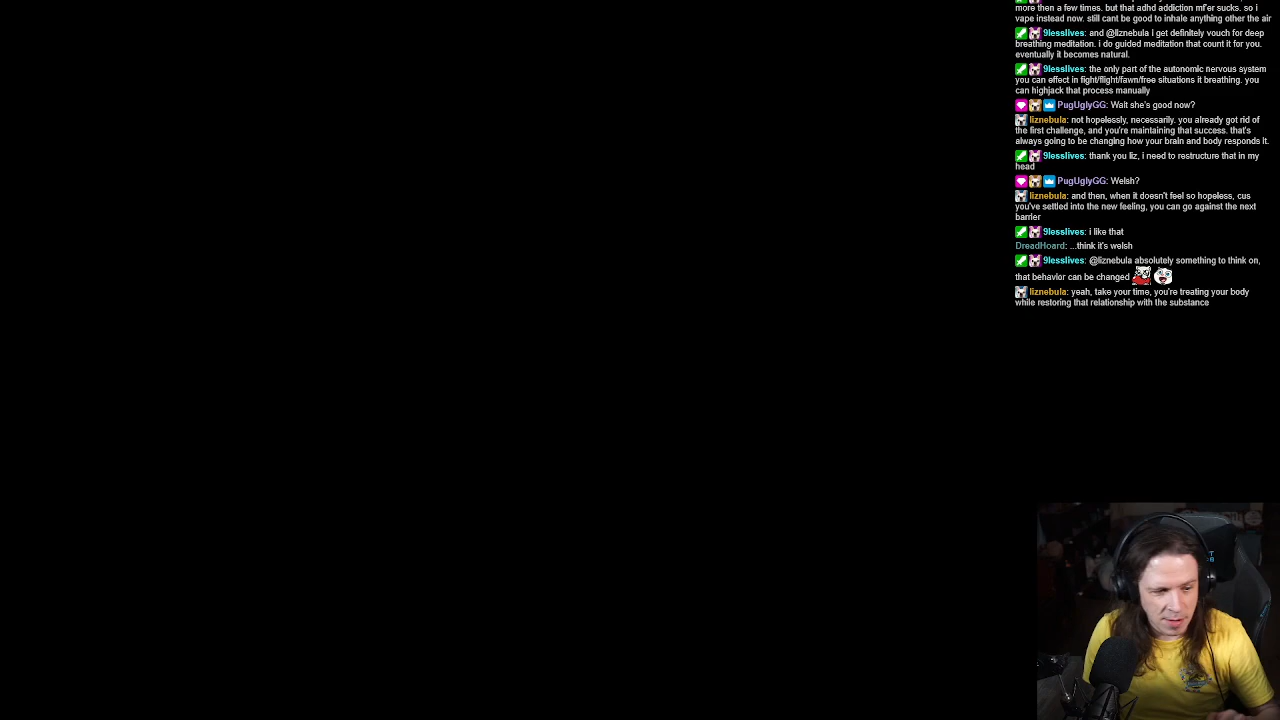 more then a few times. but that adhd addiction mf'er sucks. so i
vape instead now. still cant be good to inhale anything other the air
9lesslives: and @liznebula i get definitely vouch for deep
breathing meditation. i do guided meditation that count it for you.
eventually it becomes natural.
9lesslives: the only part of the autonomic nervous system
you can effect in fight/flight/fawn/free situations it breathing. you
can highjack that process manually
PugUglyGG: Wait she's good now?
liznebula: not hopelessly, necessarily. you already got rid of
the first challenge, and you're maintaining that success. that's
always going to be changing how your brain and body responds it.
9lesslives: thank you liz, i need to restructure that in my
head
PugUglyGG: Welsh?
liznebula: and then, when it doesn't feel so hopeless, cus
you've settled into the new feeling, you can go against the next
barrier
9lesslives: i like that
DreadHoard: ...think it's welsh
9lesslives: @liznebula absolutely something to think on,
that behavior can be changed
liznebula: yeah, take your time, you're treating your body
while restoring that relationship with the substance